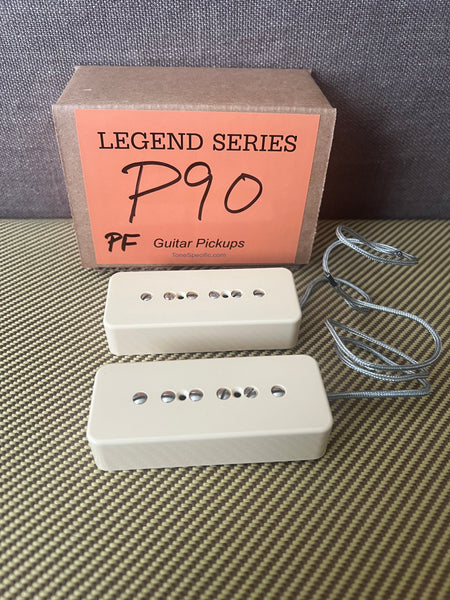 LEGEND SERIES
P90
PF Guitar Pickups
ToneSpecific.com